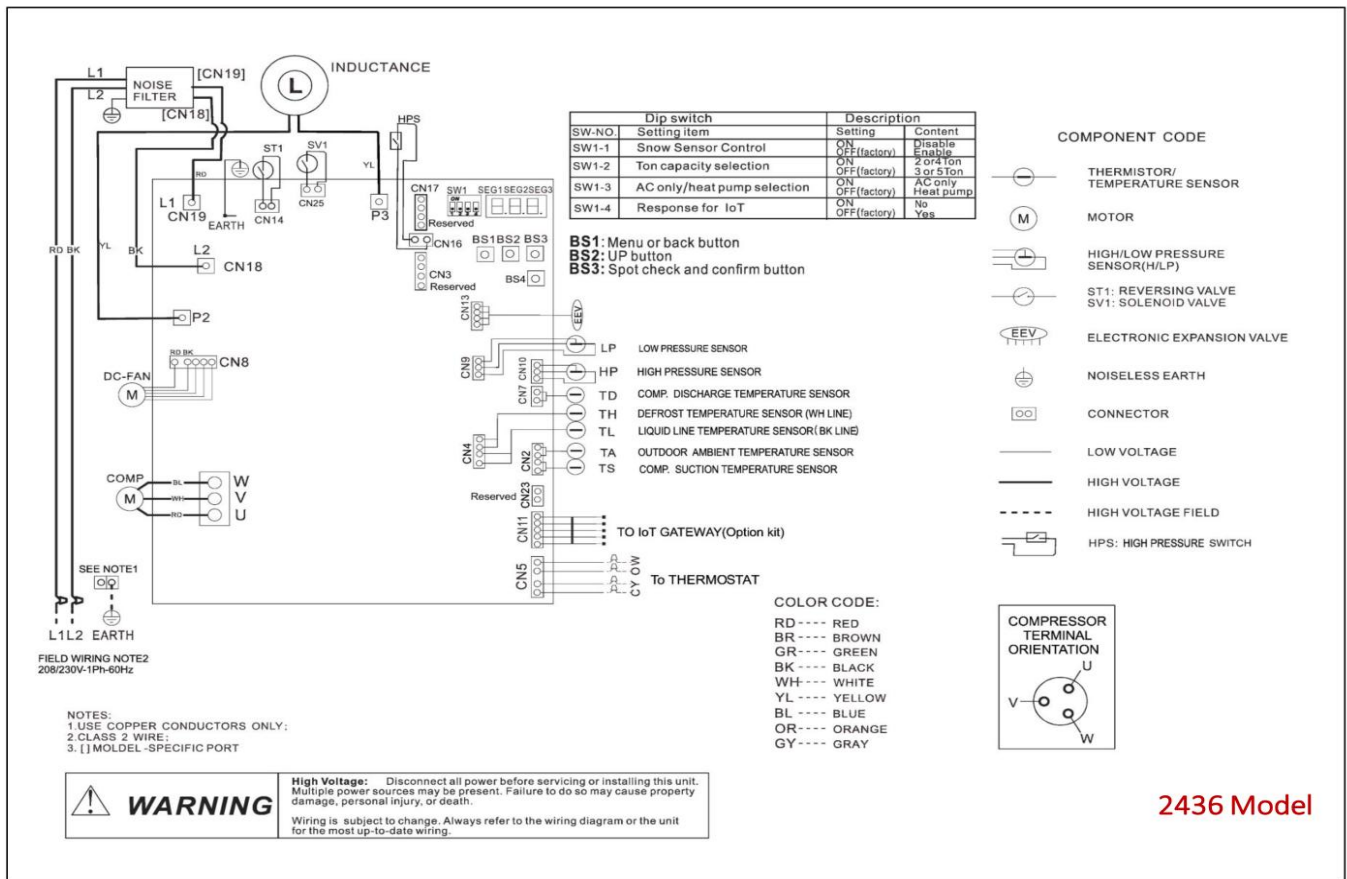 INDUCTANCE
L1
[CN19]
NOISE
FILTER
L
L2
[CN18]
HPS
ST1
SV1
YL
RD
L1
CN19
EARTH
CN14
CN25
P3
CN17
SW1
SEG1SEG2SEG3
ON
1 2 3 4
Reserved
RD BK
YL
BK
L2
CN18
CN16
BS1BS2 BS3
CN3
Reserved
BS4
P2
CN13
EEV
RD BK
CN8
DC-FAN
M
CN9
LP LOW PRESSURE SENSOR
CN10
HP HIGH PRESSURE SENSOR
CN7
TD COMP. DISCHARGE TEMPERATURE SENSOR
TH DEFROST TEMPERATURE SENSOR (WH LINE)
CN4
TL LIQUID LINE TEMPERATURE SENSOR(BK LINE)
CN2
TA OUTDOOR AMBIENT TEMPERATURE SENSOR
TS COMP. SUCTION TEMPERATURE SENSOR
COMP
M
BL
W
WH
V
RD
U
Reserved
CN23
CN11
TO IoT GATEWAY(Option kit)
CN5
W
O
Y
C
To THERMOSTAT
SEE NOTE1
L1L2 EARTH
FIELD WIRING NOTE2
208/230V-1Ph-60Hz
Dip switch Description
SW-NO. Setting item Setting Content
SW1-1 Snow Sensor Control ON Disable
OFF(factory) Enable
SW1-2 Ton capacity selection ON 2 or4Ton
OFF(factory) 3 or 5Ton
SW1-3 AC only/heat pump selection ON AC only
OFF(factory) Heat pump
SW1-4 Response for IoT ON No
OFF(factory) Yes
BS1: Menu or back button
BS2: UP button
BS3: Spot check and confirm button
COMPONENT CODE
THERMISTOR/
TEMPERATURE SENSOR
M MOTOR
HIGH/LOW PRESSURE
SENSOR(H/LP)
ST1: REVERSING VALVE
SV1: SOLENOID VALVE
EEV ELECTRONIC EXPANSION VALVE
NOISELESS EARTH
CONNECTOR
LOW VOLTAGE
HIGH VOLTAGE
HIGH VOLTAGE FIELD
HPS: HIGH PRESSURE SWITCH
COLOR CODE:
RD---- RED
BR---- BROWN
GR---- GREEN
BK---- BLACK
WH---- WHITE
YL ---- YELLOW
BL ---- BLUE
OR---- ORANGE
GY---- GRAY
COMPRESSOR
TERMINAL
ORIENTATION
U
V
W
NOTES:
1.USE COPPER CONDUCTORS ONLY;
2.CLASS 2 WIRE;
3. [ ] MOLDEL -SPECIFIC PORT
WARNING
High Voltage: Disconnect all power before servicing or installing this unit.
Multiple power sources may be present. Failure to do so may cause property
damage, personal injury, or death.
Wiring is subject to change. Always refer to the wiring diagram or the unit
for the most up-to-date wiring.
2436 Model